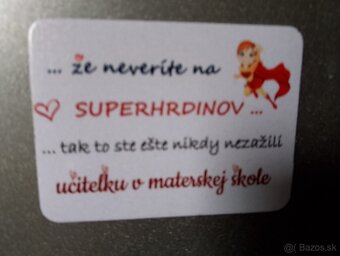 ... že neveríte na
SUPERHRDINOV ...
... tak to ste ešte nikdy nezažili
učiteľku v materskej škole
Bazos.sk